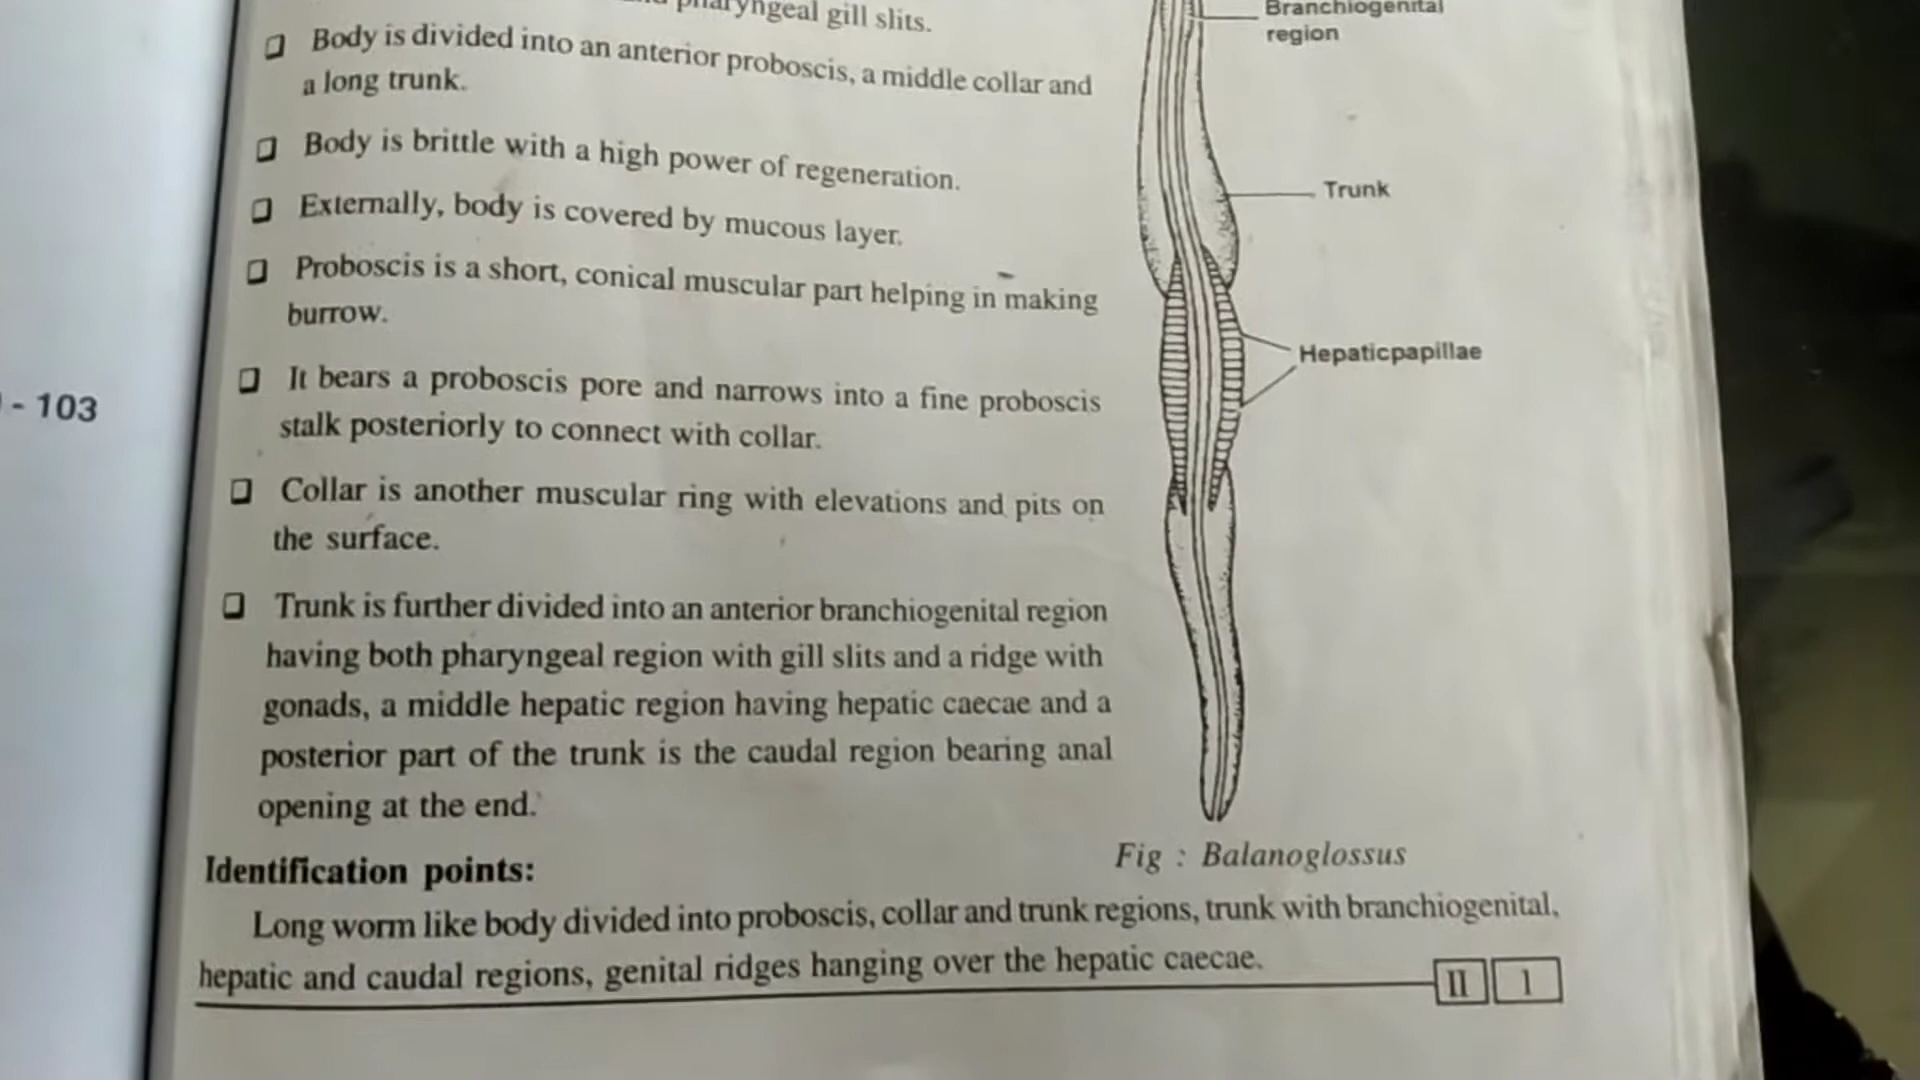 pharyngeal gill slits.
❑ Body is divided into an anterior proboscis, a middle collar and
a long trunk.
❑ Body is brittle with a high power of regeneration.
❑ Externally, body is covered by mucous layer.
❑ Proboscis is a short, conical muscular part helping in making
burrow.
❑ It bears a proboscis pore and narrows into a fine proboscis
stalk posteriorly to connect with collar.
❑ Collar is another muscular ring with elevations and pits on
the surface.
❑ Trunk is further divided into an anterior branchiogenital region
having both pharyngeal region with gill slits and a ridge with
gonads, a middle hepatic region having hepatic caecae and a
posterior part of the trunk is the caudal region bearing anal
opening at the end.
Branchiogenital
region
Trunk
Hepaticpapillae
Fig : Balanoglossus
Identification points:
Long worm like body divided into proboscis, collar and trunk regions, trunk with branchiogenital,
hepatic and caudal regions, genital ridges hanging over the hepatic caecae.
II 1
- 103